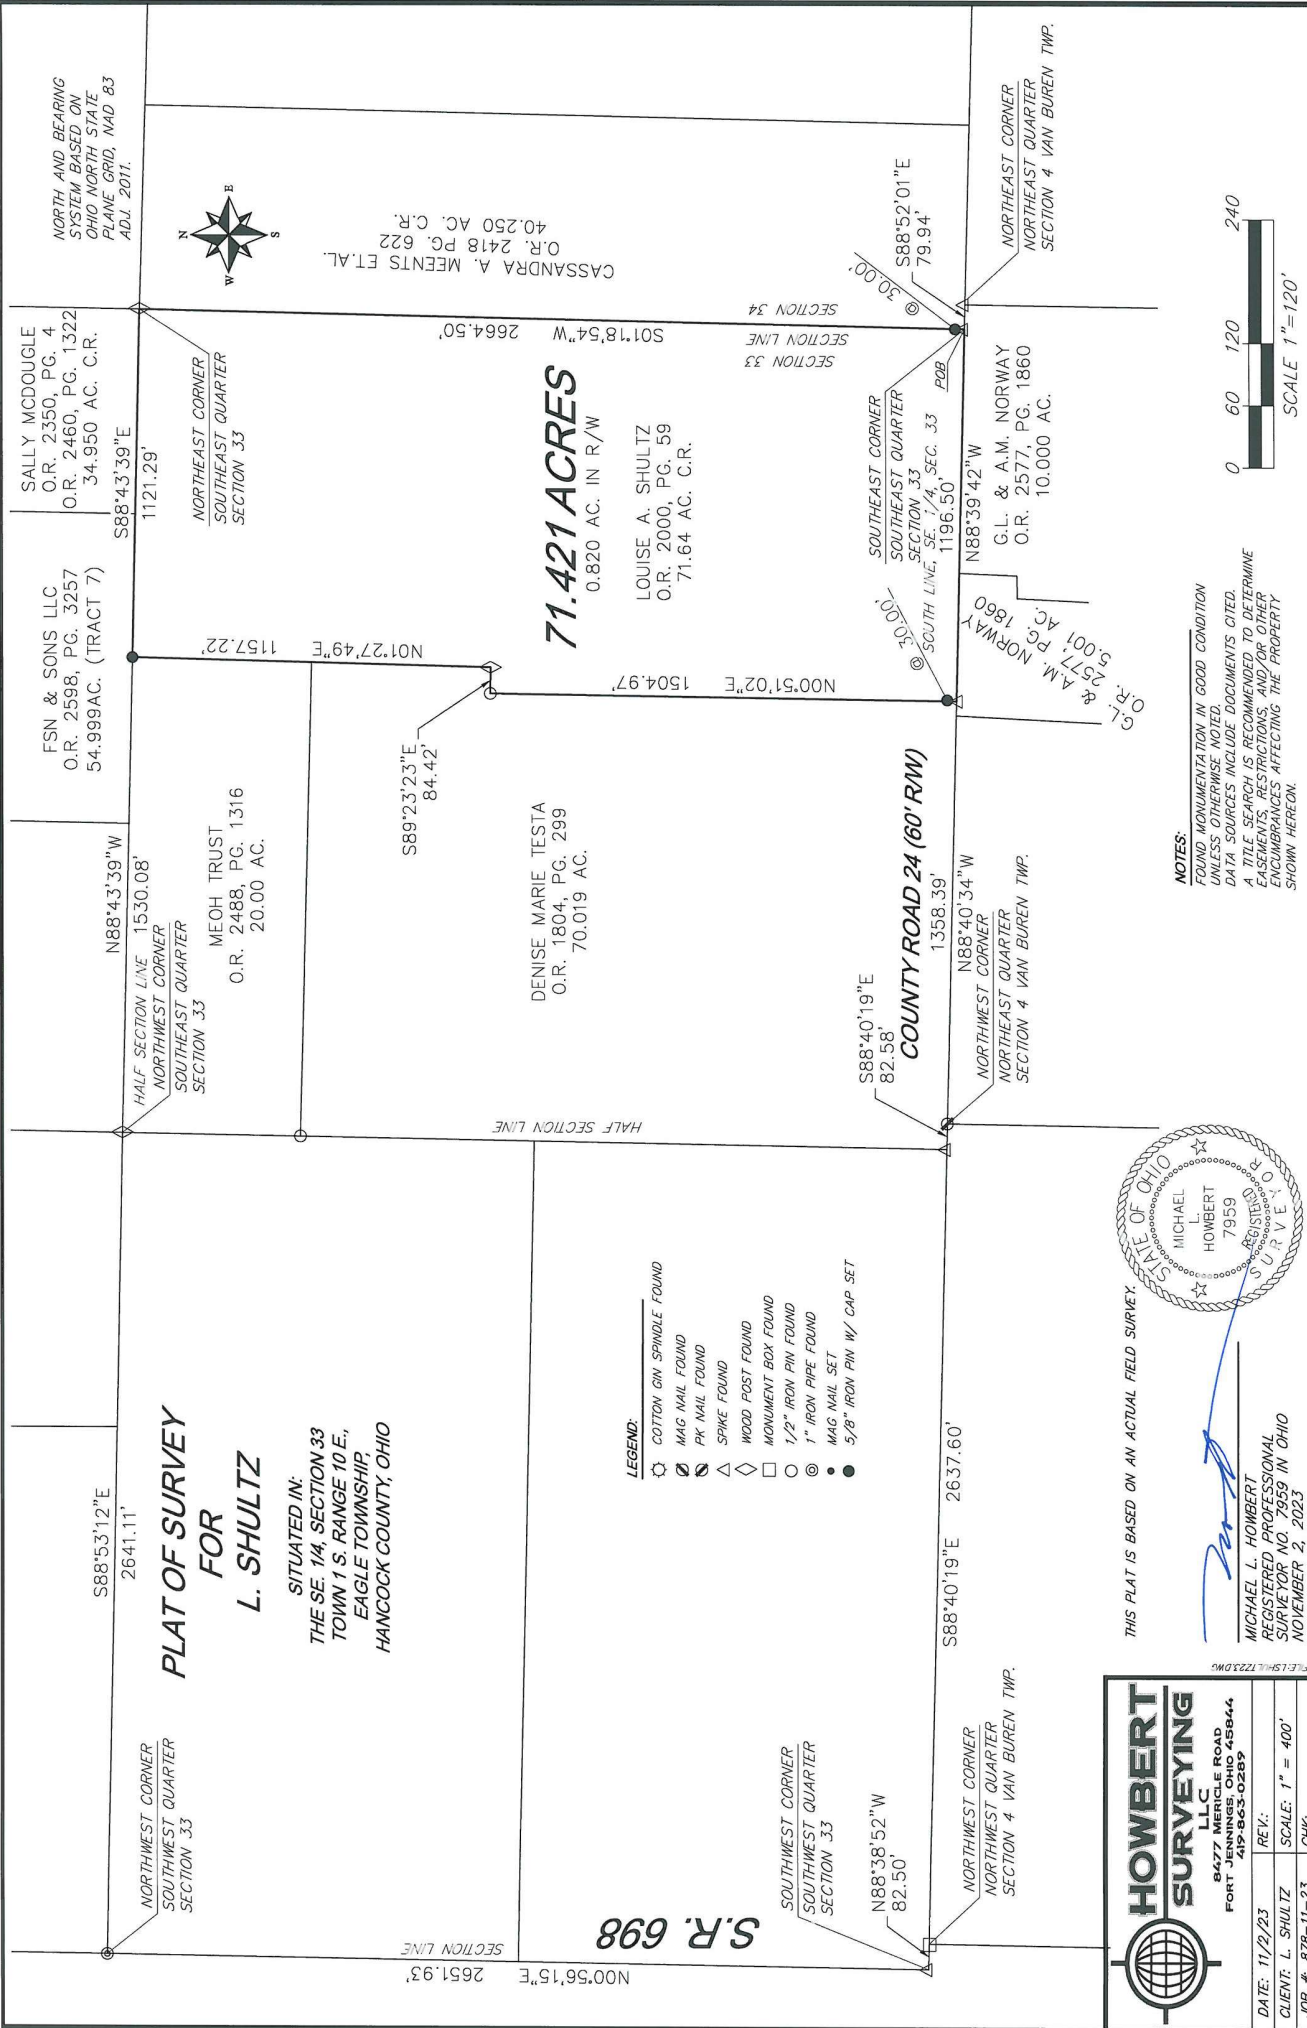 NORTH AND BEARING
SYSTEM BASED ON
OHIO NORTH STATE
PLANE GRID, NAD 83
ADJ. 2011.
N
E
S
W
SALLY MCDOUGLE
O.R. 2350, PG. 4
O.R. 2460, PG. 1322
34.950 AC. C.R.
FSN & SONS LLC
O.R. 2598, PG. 3257
54.999AC. (TRACT 7)
S88°43'39"E
1121.29'
NORTHEAST CORNER
SOUTHEAST QUARTER
SECTION 33
N88°43'39"W
HALF SECTION LINE 1530.08'
NORTHWEST CORNER
SOUTHEAST QUARTER
SECTION 33
MEOH TRUST
O.R. 2488, PG. 1316
20.00 AC.
N01°27'49"E 1157.22'
S89°23'23"E
84.42'
N00°51'02"E 1504.97'
71.421 ACRES
0.820 AC. IN R/W
LOUISE A. SHULTZ
O.R. 2000, PG. 59
71.64 AC. C.R.
S01°18'54"W 2664.50'
SECTION 34
SECTION LINE
SECTION 33
CASSANDRA A. MEENTS ET.AL.
O.R. 2418 PG. 622
40.250 AC. C.R.
@ 30.00'
S88°52'01"E
79.94'
SOUTHEAST CORNER
SOUTHEAST QUARTER
SECTION 33
POB
@ 30.00'
SOUTH LINE, SE. 1/4, SEC. 33
1196.50'
N88°39'42"W
NORTHEAST CORNER
NORTHEAST QUARTER
SECTION 4 VAN BUREN TWP.
G.L. & A.M. NORWAY
O.R. 2577, PG. 1860
10.000 AC.
G.L. & A.M. NORWAY
O.R. 2577, PG. 1860
5.001 AC.
DENISE MARIE TESTA
O.R. 1804, PG. 299
70.019 AC.
COUNTY ROAD 24 (60' R/W)
1358.39'
N88°40'34"W
S88°40'19"E
82.58'
NORTHWEST CORNER
NORTHEAST QUARTER
SECTION 4 VAN BUREN TWP.
HALF SECTION LINE
S88°53'12"E
2641.11'
PLAT OF SURVEY
FOR
L. SHULTZ
SITUATED IN:
THE SE. 1/4, SECTION 33
TOWN 1 S. RANGE 10 E.,
EAGLE TOWNSHIP,
HANCOCK COUNTY, OHIO
NORTHWEST CORNER
SOUTHWEST QUARTER
SECTION 33
SECTION LINE
N00°56'15"E 2651.93'
S.R. 698
LEGEND:
COTTON GIN SPINDLE FOUND
MAG NAIL FOUND
PK NAIL FOUND
SPIKE FOUND
WOOD POST FOUND
MONUMENT BOX FOUND
1/2" IRON PIN FOUND
1" IRON PIPE FOUND
MAG NAIL SET
5/8" IRON PIN W/ CAP SET
SOUTHWEST CORNER
SOUTHWEST QUARTER
SECTION 33
N88°38'52"W
82.50'
NORTHWEST CORNER
NORTHWEST QUARTER
SECTION 4 VAN BUREN TWP.
S88°40'19"E 2637.60'
0 60 120 240
SCALE 1"=120'
NOTES:
FOUND MONUMENTATION IN GOOD CONDITION
UNLESS OTHERWISE NOTED.
DATA SOURCES INCLUDE DOCUMENTS CITED.
A TITLE SEARCH IS RECOMMENDED TO DETERMINE
EASEMENTS, RESTRICTIONS, AND/OR OTHER
ENCUMBRANCES AFFECTING THE PROPERTY
SHOWN HEREON.
THIS PLAT IS BASED ON AN ACTUAL FIELD SURVEY.
STATE OF OHIO
MICHAEL
L.
HOWBERT
7959
REGISTERED
SURVEYOR
MICHAEL L. HOWBERT
REGISTERED PROFESSIONAL
SURVEYOR NO. 7959 IN OHIO
NOVEMBER 2, 2023
FILE:LSHULTZ23.DWG
HOWBERT
SURVEYING
LLC
8477 MERICLE ROAD
FORT JENNINGS, OHIO 45844
419-863-0289
DATE: 11/2/23
REV.:
CLIENT: L. SHULTZ
SCALE: 1" = 400'
JOB #: 878-11-23
CHK: